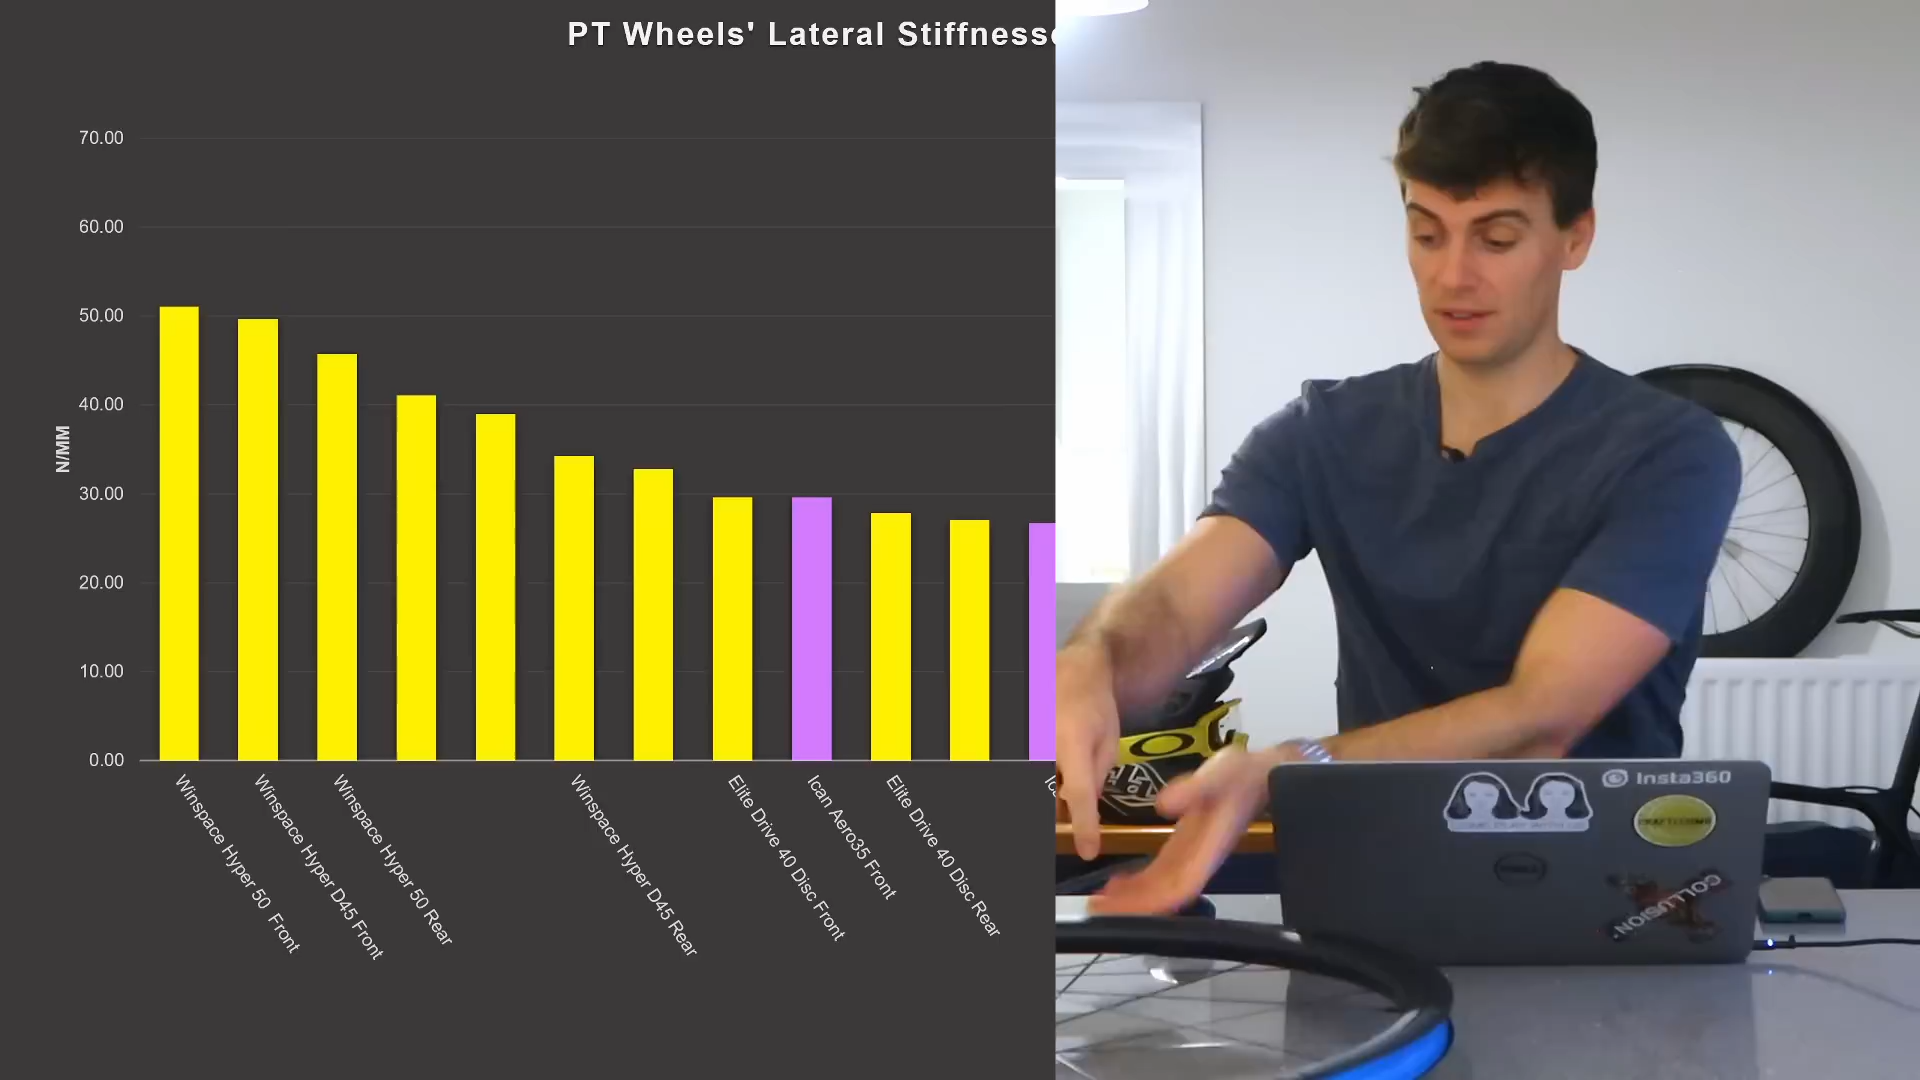 PT Wheels' Lateral Stiffness
70.00
60.00
50.00
40.00
30.00
20.00
10.00
0.00
N/MM
Winspace Hyper 50 Front
Winspace Hyper D45 Front
Winspace Hyper 50 Rear
Winspace Hyper D45 Rear
Elite Drive 40 Disc Front
Ican Aero35 Front
Elite Drive 40 Disc Rear
Insta360
COLLUSION